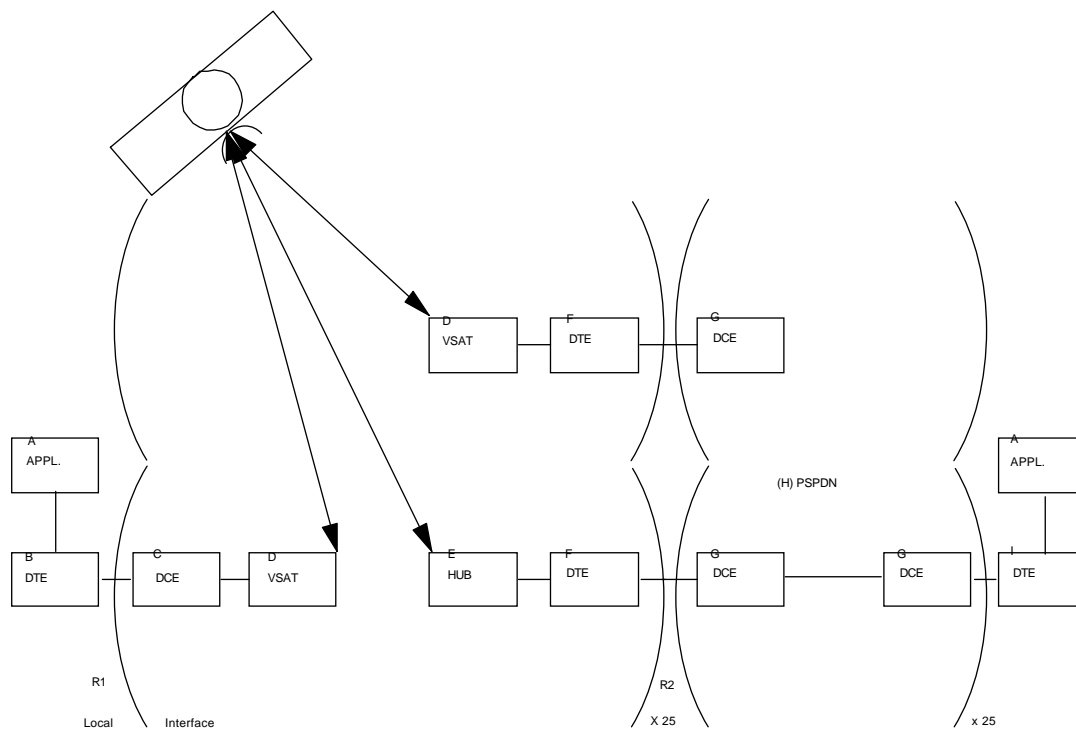 D
VSAT
F
DTE
G
DCE
A
APPL.
A
APPL.
(H) PSPDN
B
DTE
C
DCE
D
VSAT
E
HUB
F
DTE
G
DCE
G
DCE
I
DTE
R1
R2
Local Interface
X 25
x 25